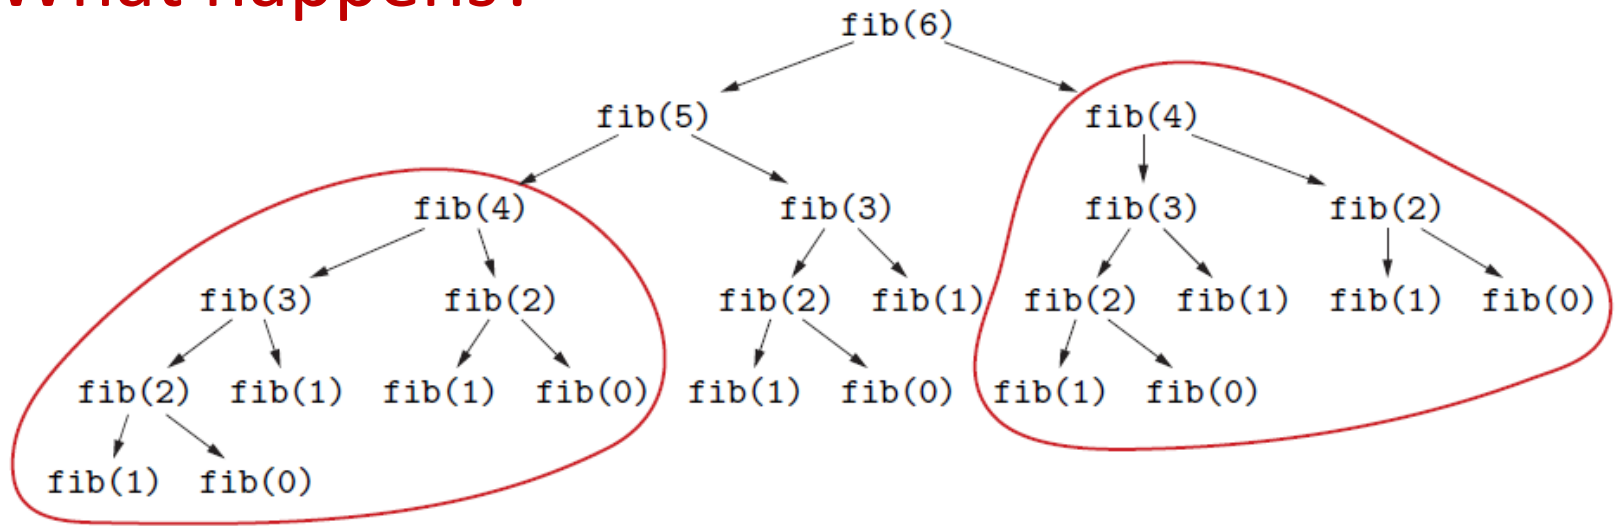 What happens?
fib(6)
fib(5) fib(4)
fib(4) fib(3) fib(3) fib(2)
fib(3) fib(2) fib(2) fib(1) fib(2) fib(1) fib(1) fib(0)
fib(2) fib(1) fib(1) fib(0) fib(1) fib(0) fib(1) fib(0)
fib(1) fib(0)